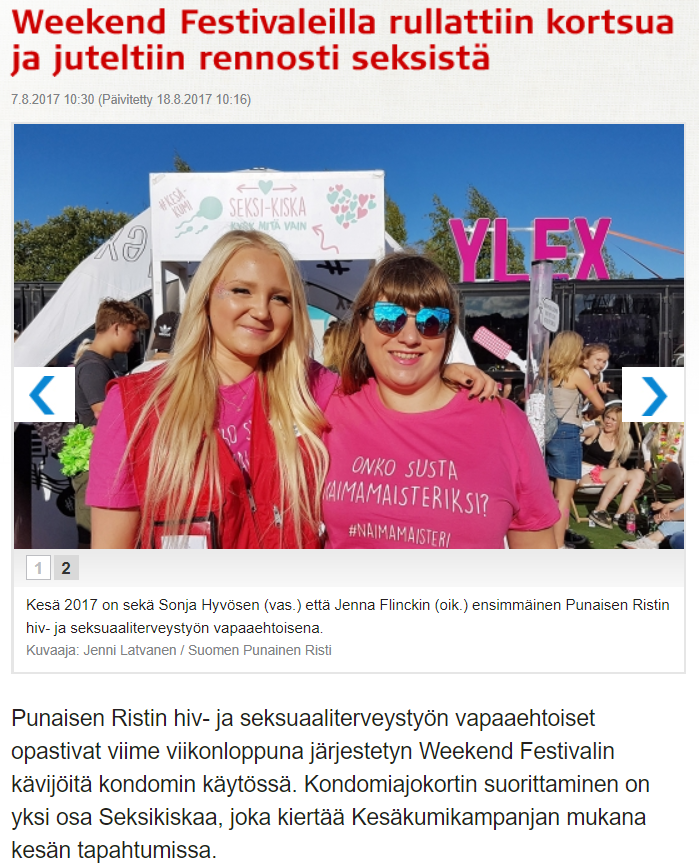 Weekend Festivaleilla rullattiin kortsua
ja juteltiin rennosti seksistä
7.8.2017 10:30 (Päivitetty 18.8.2017 10:16)
#KESÄ-
KUMI
SEKSI-KISKA
KYSY MITÄ VAIN
YLEX
ONKO SUSTA
NAIMAMAISTERIKSI?
#NAIMAMAISTERI
1 2
Kesä 2017 on sekä Sonja Hyvösen (vas.) että Jenna Flinckin (oik.) ensimmäinen Punaisen Ristin
hiv- ja seksuaaliterveystyön vapaaehtoisena.
Kuvaaja: Jenni Latvanen / Suomen Punainen Risti
Punaisen Ristin hiv- ja seksuaaliterveystyön vapaaehtoiset
opastivat viime viikonloppuna järjestetyn Weekend Festivalin
kävijöitä kondomin käytössä. Kondomiajokortin suorittaminen on
yksi osa Seksikiskaa, joka kiertää Kesäkumikampanjan mukana
kesän tapahtumissa.